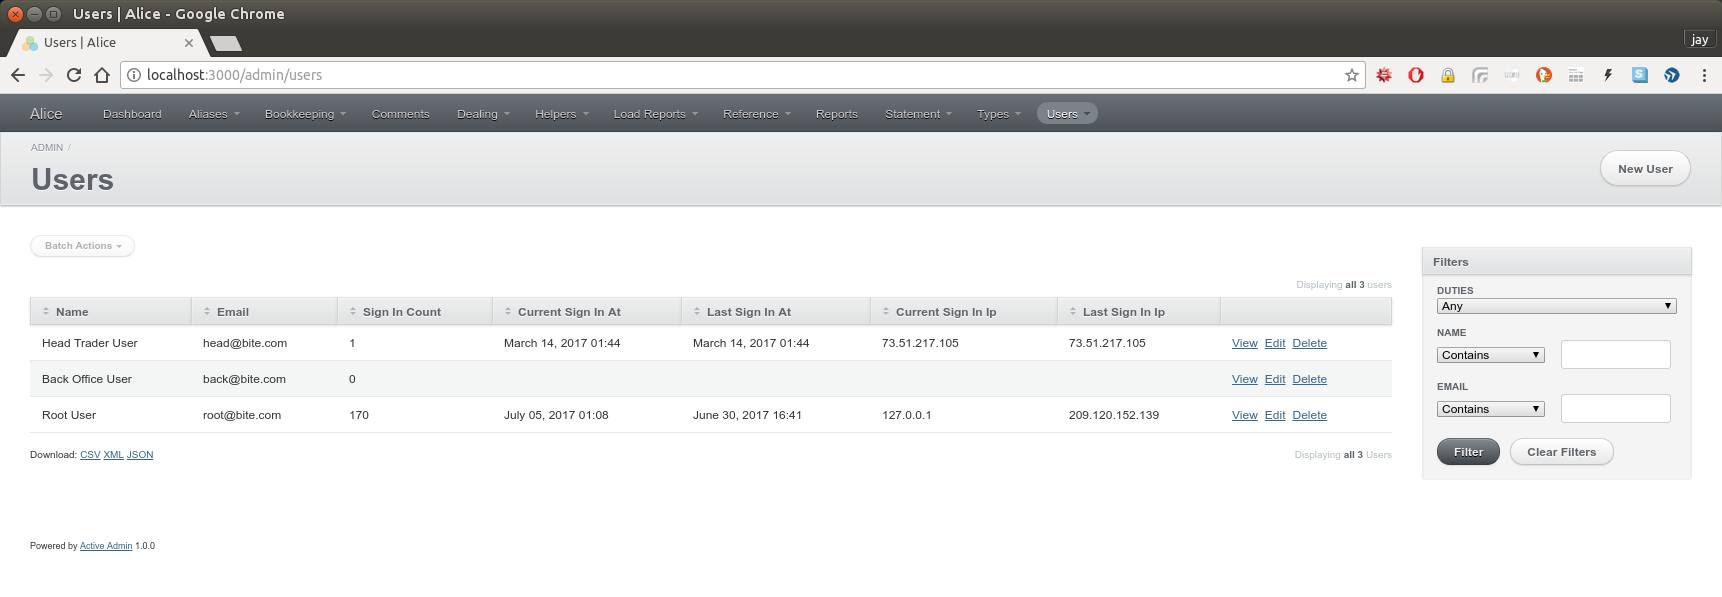 Users | Alice - Google Chrome
Users | Alice
jay
localhost:3000/admin/users
Alice Dashboard Aliases Bookkeeping Comments Dealing Helpers Load Reports Reference Reports Statement Types Users
ADMIN /
Users
New User
Batch Actions
Displaying all 3 users
Name Email Sign In Count Current Sign In At Last Sign In At Current Sign In Ip Last Sign In Ip
Head Trader User head@bite.com 1 March 14, 2017 01:44 March 14, 2017 01:44 73.51.217.105 73.51.217.105 View Edit Delete
Back Office User back@bite.com 0 View Edit Delete
Root User root@bite.com 170 July 05, 2017 01:08 June 30, 2017 16:41 127.0.0.1 209.120.152.139 View Edit Delete
Download: CSV XML JSON
Displaying all 3 Users
Filters
DUTIES
Any
NAME
Contains
EMAIL
Contains
Filter Clear Filters
Powered by Active Admin 1.0.0